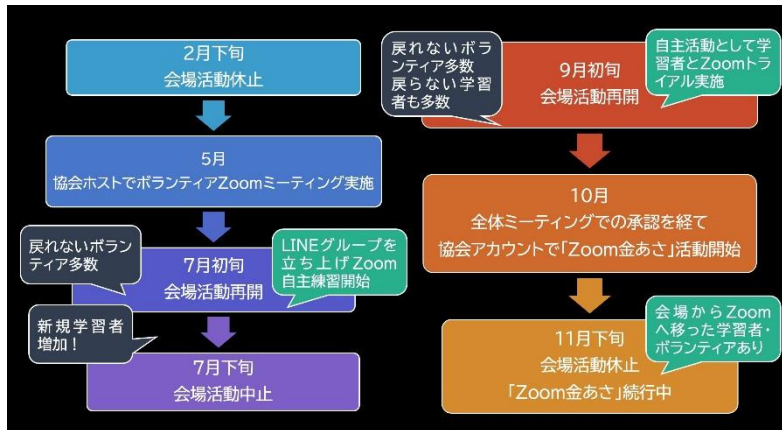 2月下旬
会場活動休止
5月
協会ホストでボランティアZoomミーティング実施
戻れないボラン
ティア多数
7月初旬
会場活動再開
LINEグループを
立ち上げZoom
自主練習開始
新規学習者
増加！
7月下旬
会場活動中止
戻れないボラ
ンティア多数
戻らない学習
者も多数
9月初旬
会場活動再開
自主活動として学
習者とZoomトラ
イアル実施
10月
全体ミーティングでの承認を経て
協会アカウントで「Zoom金あさ」活動開始
会場からZoom
へ移った学習者・
ボランティアあり
11月下旬
会場活動休止
「Zoom金あさ」続行中